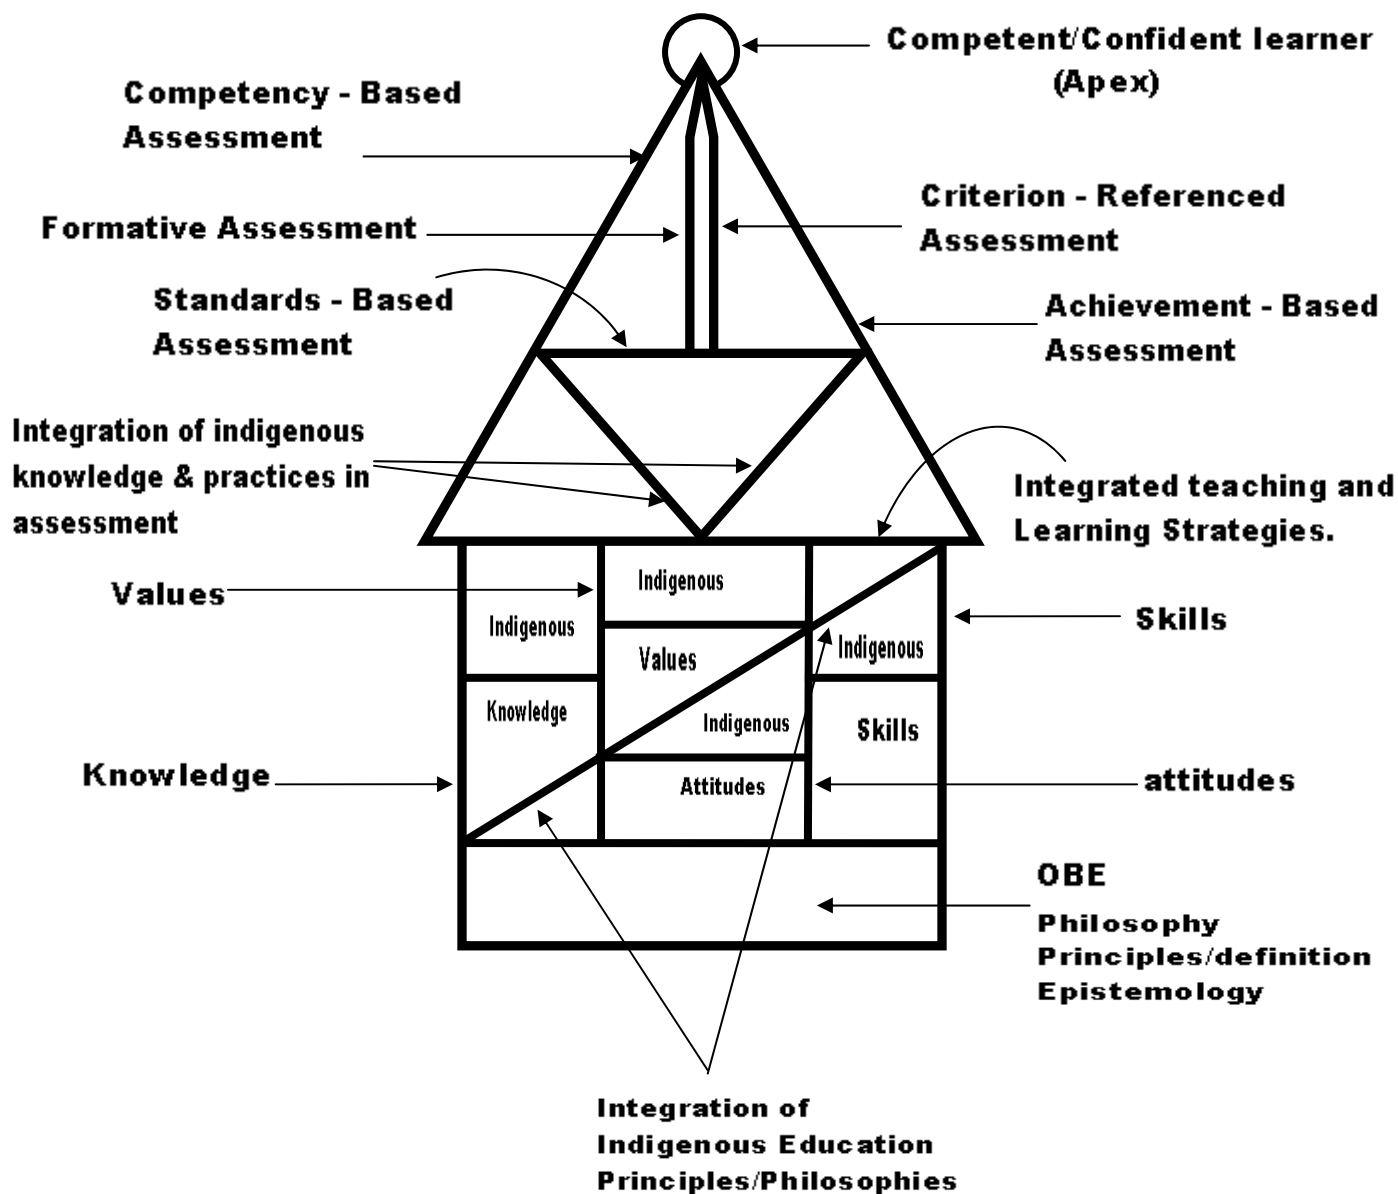 Competent/Confident learner
(Apex)
Competency - Based
Assessment
Criterion - Referenced
Assessment
Formative Assessment
Standards - Based
Assessment
Achievement - Based
Assessment
Integration of indigenous
knowledge & practices in
assessment
Integrated teaching and
Learning Strategies.
Values
Indigenous
Indigenous
Values
Indigenous
Skills
Skills
Knowledge
Indigenous
Attitudes
Knowledge
attitudes
OBE
Philosophy
Principles/definition
Epistemology
Integration of
Indigenous Education
Principles/Philosophies